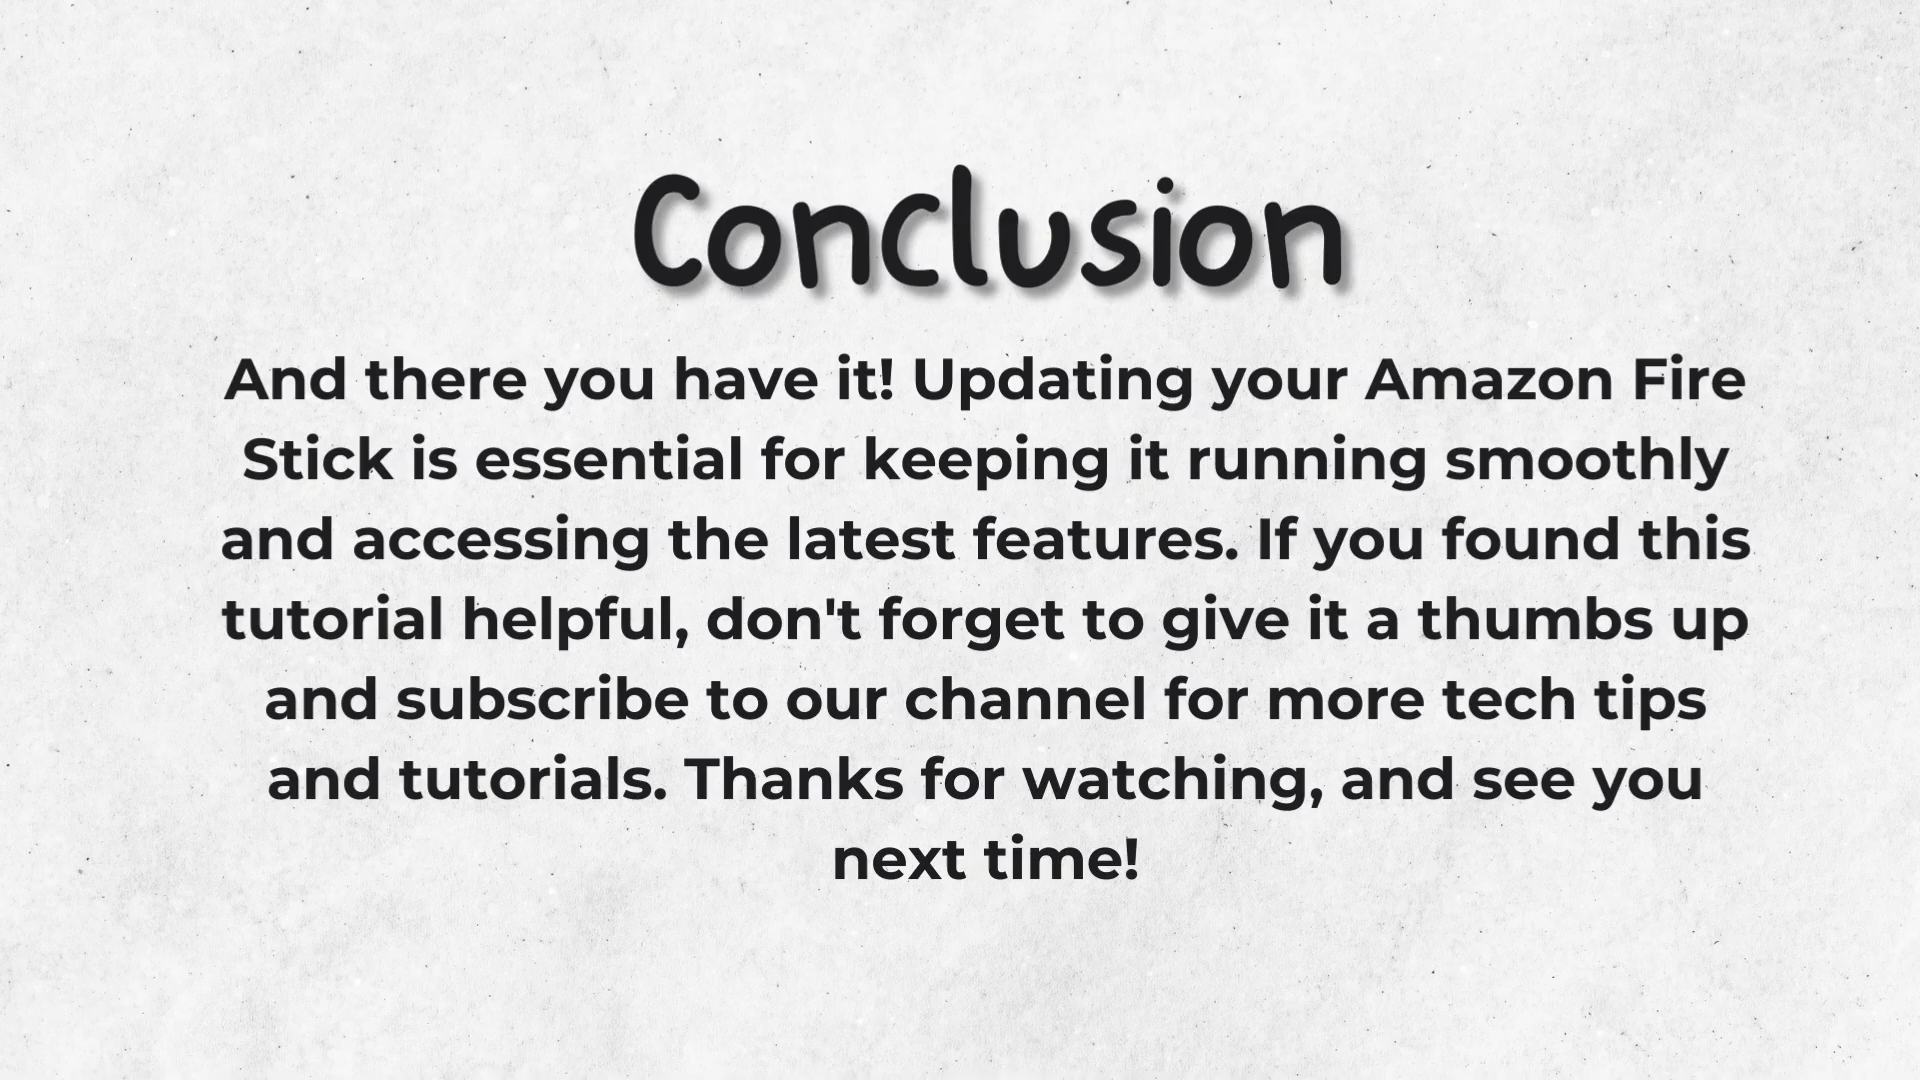 Conclusion
And there you have it! Updating your Amazon Fire
Stick is essential for keeping it running smoothly
and accessing the latest features. If you found this
tutorial helpful, don't forget to give it a thumbs up
and subscribe to our channel for more tech tips
and tutorials. Thanks for watching, and see you
next time!